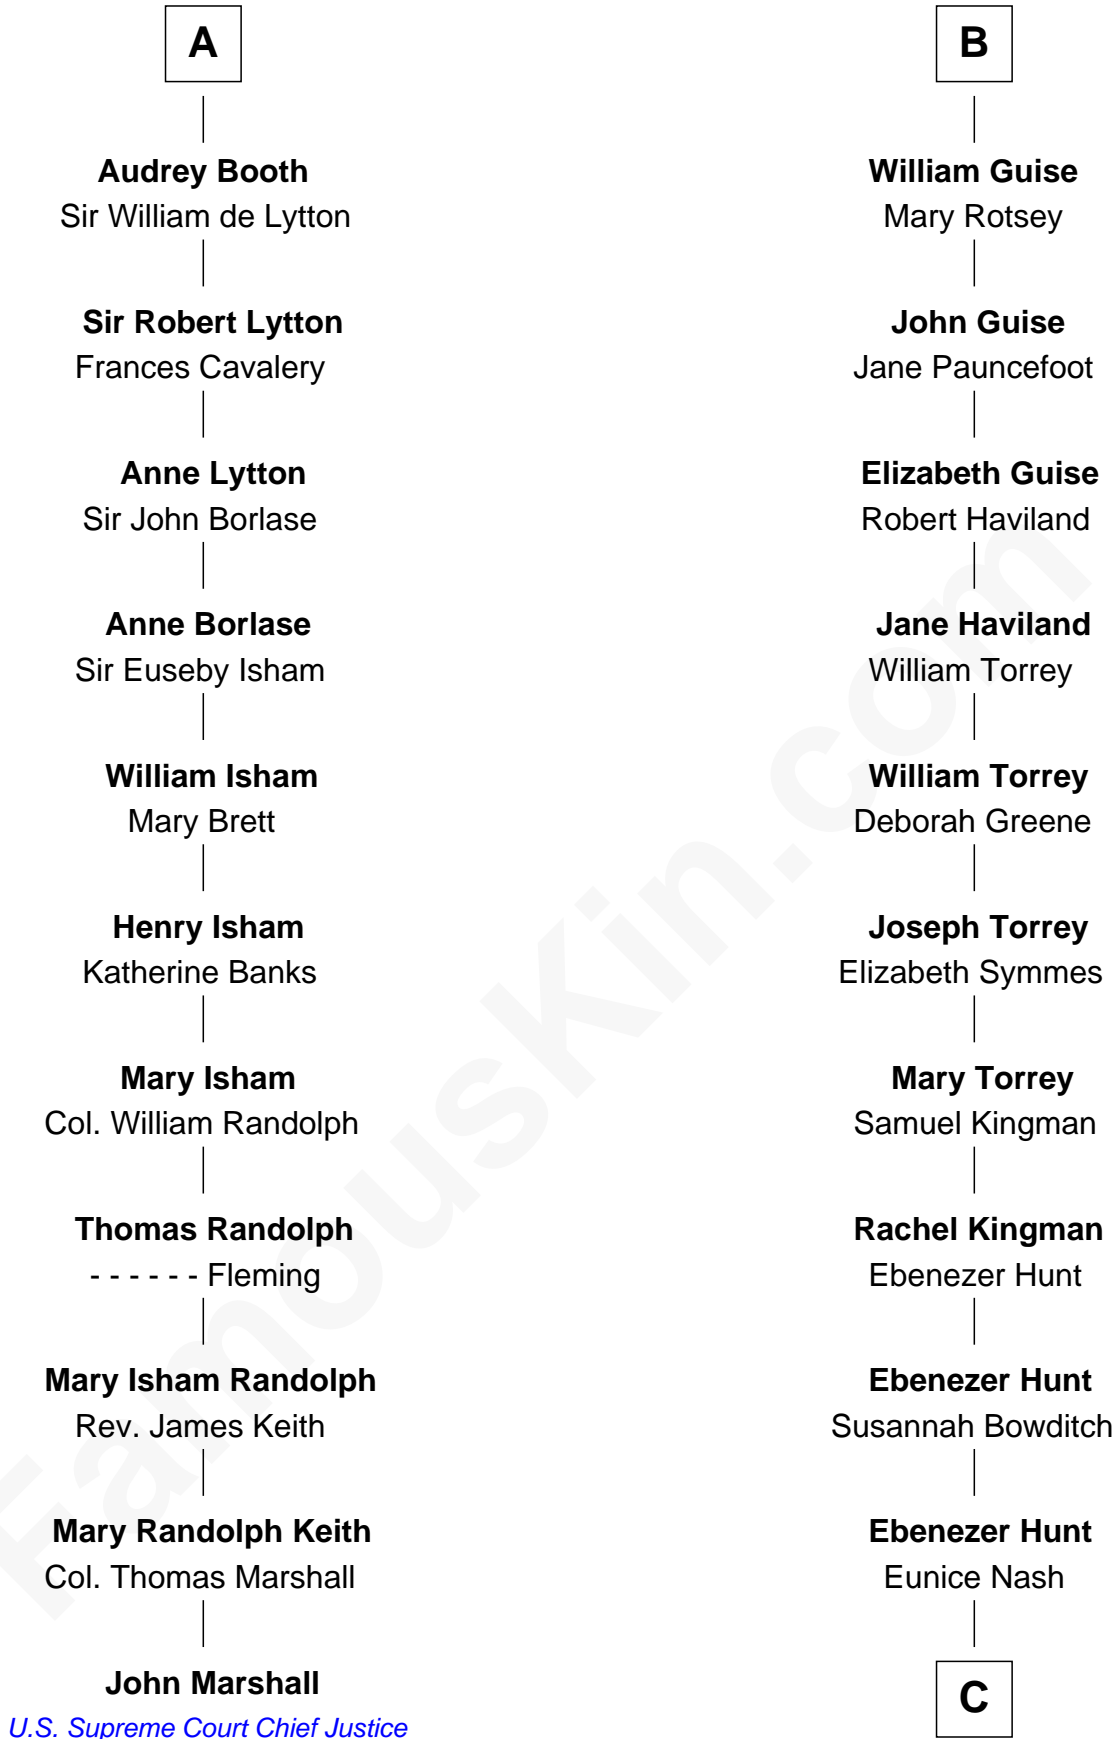 A
Audrey Booth
Sir William de Lytton
Sir Robert Lytton
Frances Cavalery
Anne Lytton
Sir John Borlase
Anne Borlase
Sir Euseby Isham
William Isham
Mary Brett
Henry Isham
Katherine Banks
Mary Isham
Col. William Randolph
Thomas Randolph
- - - - - - Fleming
Mary Isham Randolph
Rev. James Keith
Mary Randolph Keith
Col. Thomas Marshall
John Marshall
U.S. Supreme Court Chief Justice
B
William Guise
Mary Rotsey
John Guise
Jane Pauncefoot
Elizabeth Guise
Robert Haviland
Jane Haviland
William Torrey
William Torrey
Deborah Greene
Joseph Torrey
Elizabeth Symmes
Mary Torrey
Samuel Kingman
Rachel Kingman
Ebenezer Hunt
Ebenezer Hunt
Susannah Bowditch
Ebenezer Hunt
Eunice Nash
C
FamousKin.com